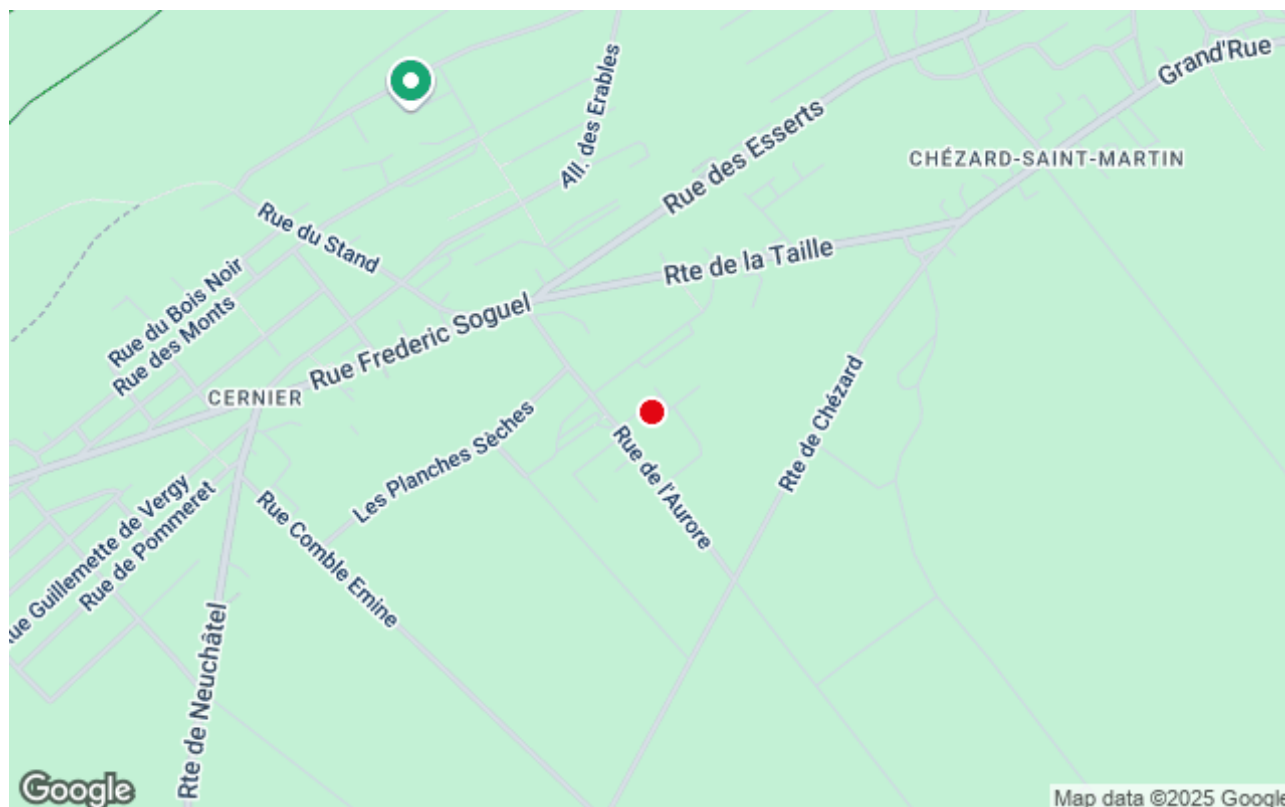 Grand'Rue
All. des Erables
Rue des Esserts
CHÉZARD-SAINT-MARTIN
Rue du Stand
Rte de la Taille
Rue du Bois Noir
Rue des Monts
Rue Frederic Soguel
CERNIER
Les Planches Sèches
Rue de l'Aurore
Rte de Chézard
Rue Guillemette de Vergy
Rue de Pommeret
Rue Comble Emine
Rte de Neuchâtel
Google
Map data ©2025 Google